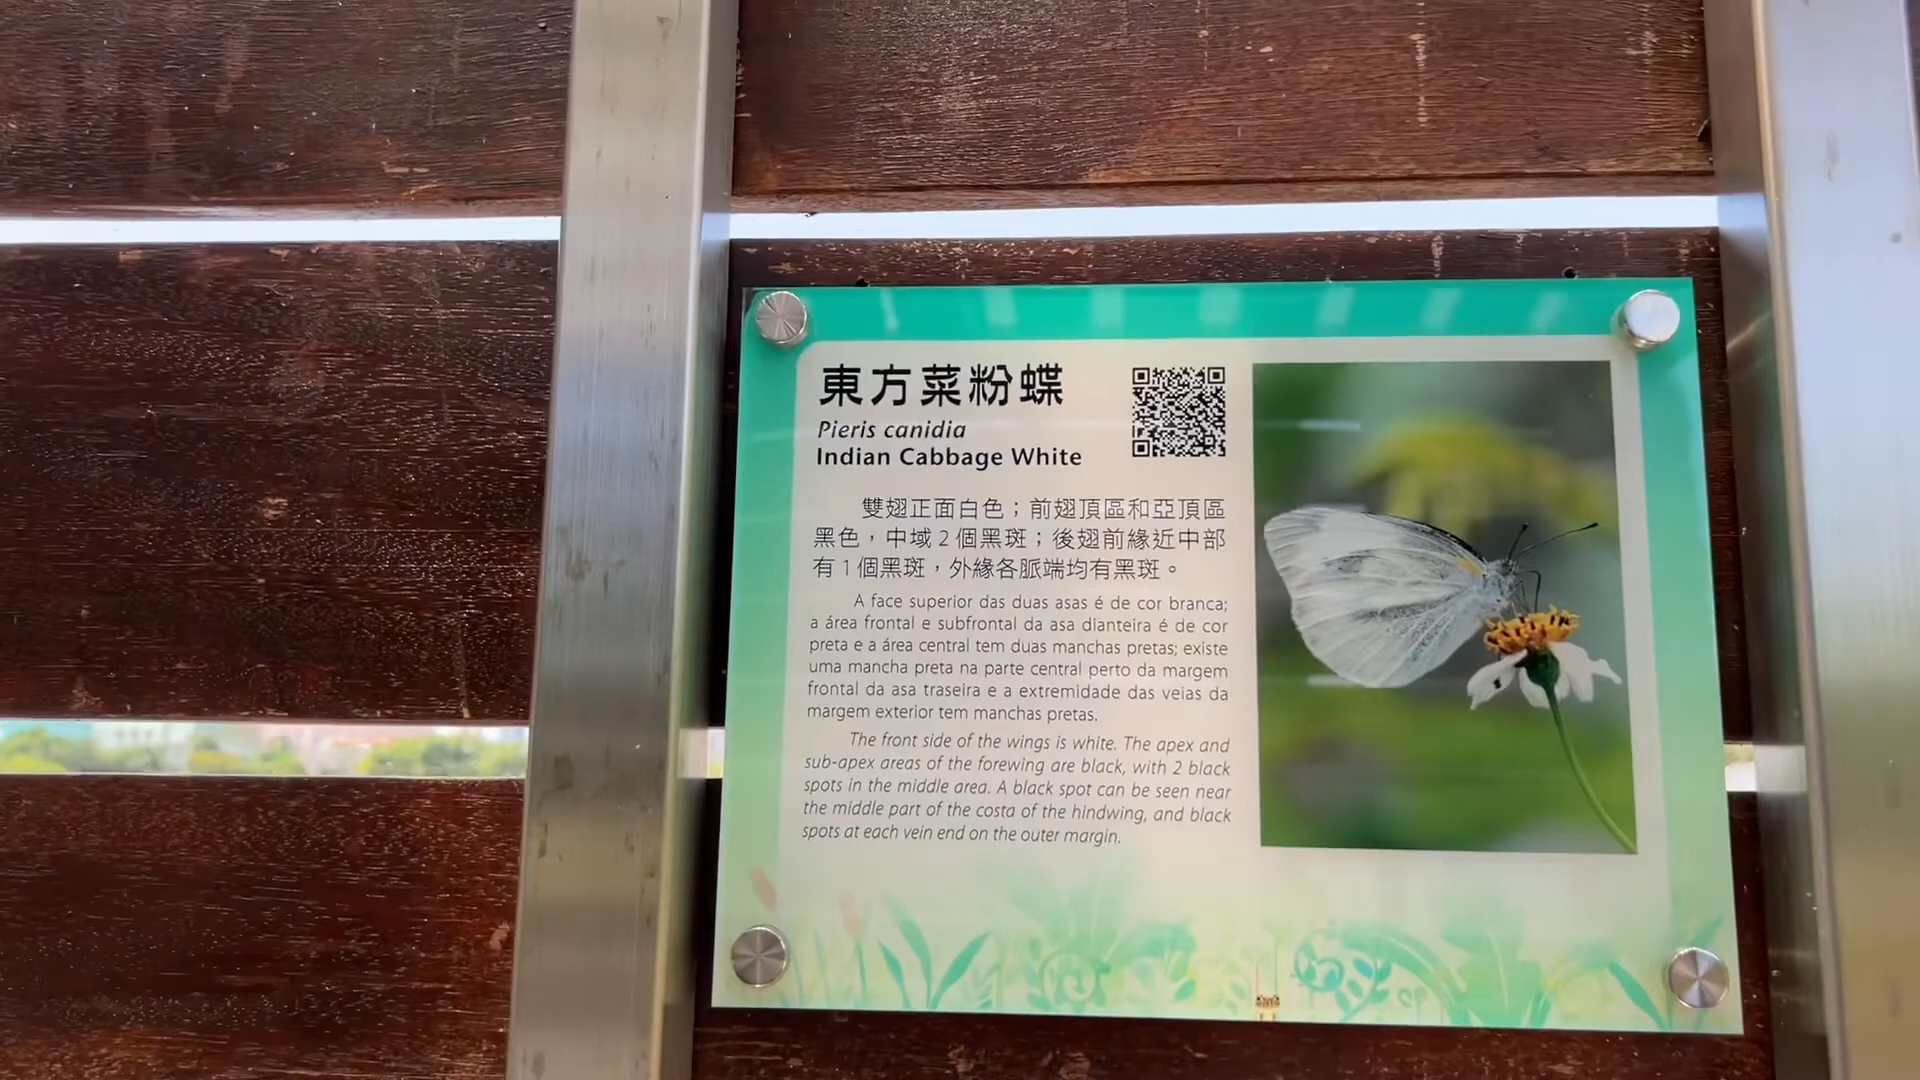 東方菜粉蝶
Pieris canidia
Indian Cabbage White
雙翅正面白色；前翅頂區和亞頂區
黑色，中域2個黑斑；後翅前緣近中部
有1個黑斑，外緣各脈端均有黑斑。
A face superior das duas asas é de cor branca;
a área frontal e subfrontal da asa dianteira é de cor
preta e a área central tem duas manchas pretas; existe
uma mancha preta na parte central perto da margem
frontal da asa traseira e a extremidade das veias da
margem exterior tem manchas pretas.
The front side of the wings is white. The apex and
sub-apex areas of the forewing are black, with 2 black
spots in the middle area. A black spot can be seen near
the middle part of the costa of the hindwing, and black
spots at each vein end on the outer margin.